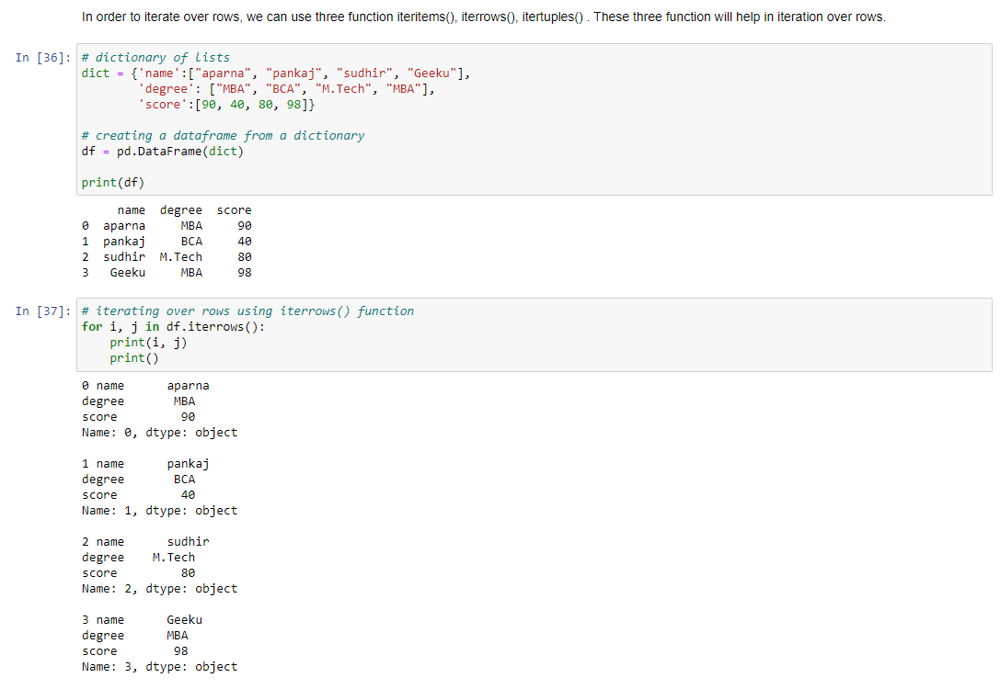 In order to iterate over rows, we can use three function iteritems(), iterrows(), itertuples() . These three function will help in iteration over rows.
In [36]: # dictionary of lists
dict = {'name':["aparna", "pankaj", "sudhir", "Geeku"],
        'degree': ["MBA", "BCA", "M.Tech", "MBA"],
        'score':[90, 40, 80, 98]}

# creating a dataframe from a dictionary
df = pd.DataFrame(dict)

print(df)
     name  degree  score
0  aparna     MBA     90
1  pankaj     BCA     40
2  sudhir  M.Tech     80
3   Geeku     MBA     98
In [37]: # iterating over rows using iterrows() function
for i, j in df.iterrows():
    print(i, j)
    print()
0 name      aparna
degree       MBA
score         90
Name: 0, dtype: object

1 name      pankaj
degree       BCA
score         40
Name: 1, dtype: object

2 name      sudhir
degree    M.Tech
score         80
Name: 2, dtype: object

3 name      Geeku
degree      MBA
score        98
Name: 3, dtype: object